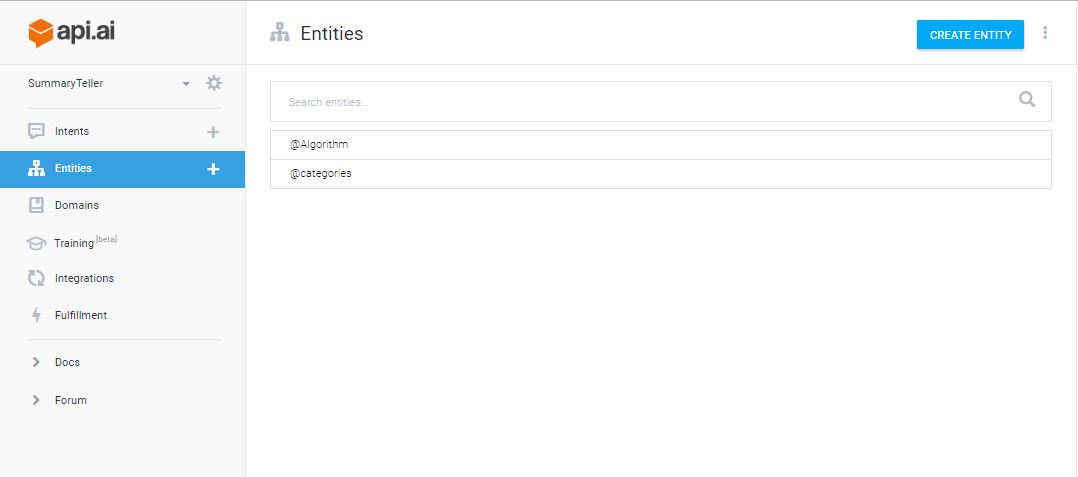 api.ai
Entities
CREATE ENTITY
SummaryTeller
Search entities...
Intents
@Algorithm
Entities
@categories
Domains
Training [beta]
Integrations
Fulfillment
Docs
Forum